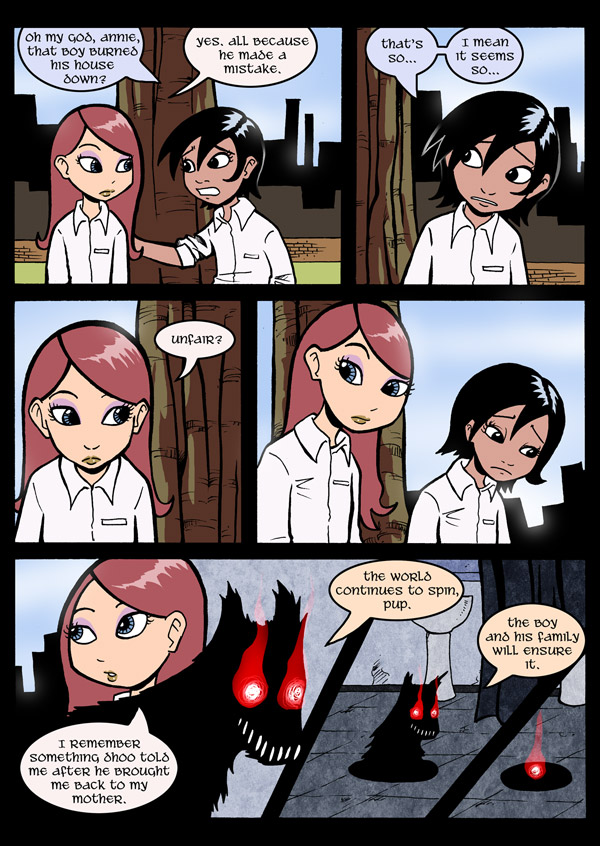 oh my god, annie,
that boy burned
his house
down?
yes. all because
he made a
mistake.
that's
so...
I mean
it seems
so...
unfair?
I remember
something dhoo told
me after he brought
me back to my
mother.
the world
continues to spin,
pup.
the boy
and his family
will ensure
it.